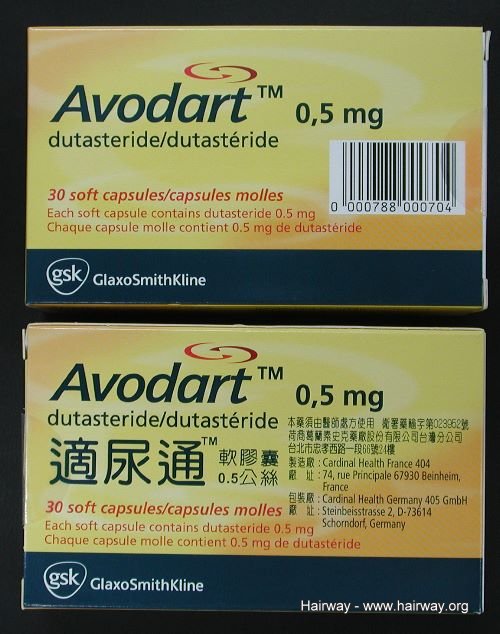 Avodart™ 0,5 mg
dutasteride/dutastéride
0 000788 000704
30 soft capsules/capsules molles
Each soft capsule contains dutasteride 0.5 mg
Chaque capsule molle contient 0.5 mg de dutastéride
gsk GlaxoSmithKline
Avodart™ 0,5 mg
dutasteride/dutastéride
適尿通™ 軟膠囊
0.5公絲
本藥須由醫師處方使用 衛署藥輸字第023952號
荷商葛蘭素史克藥廠股份有限公司台灣分公司
台北市忠孝西路一段66號24樓
製造廠：Cardinal Health France 404
廠 址：74, rue Principale 67930 Beinheim,
France
包裝廠：Cardinal Health Germany 405 GmbH
廠 址：Steinbeisstrasse 2, D-73614
Schorndorf, Germany
30 soft capsules/capsules molles
Each soft capsule contains dutasteride 0.5 mg
Chaque capsule molle contient 0.5 mg de dutastéride
gsk GlaxoSmithKline
Hairway - www.hairway.org